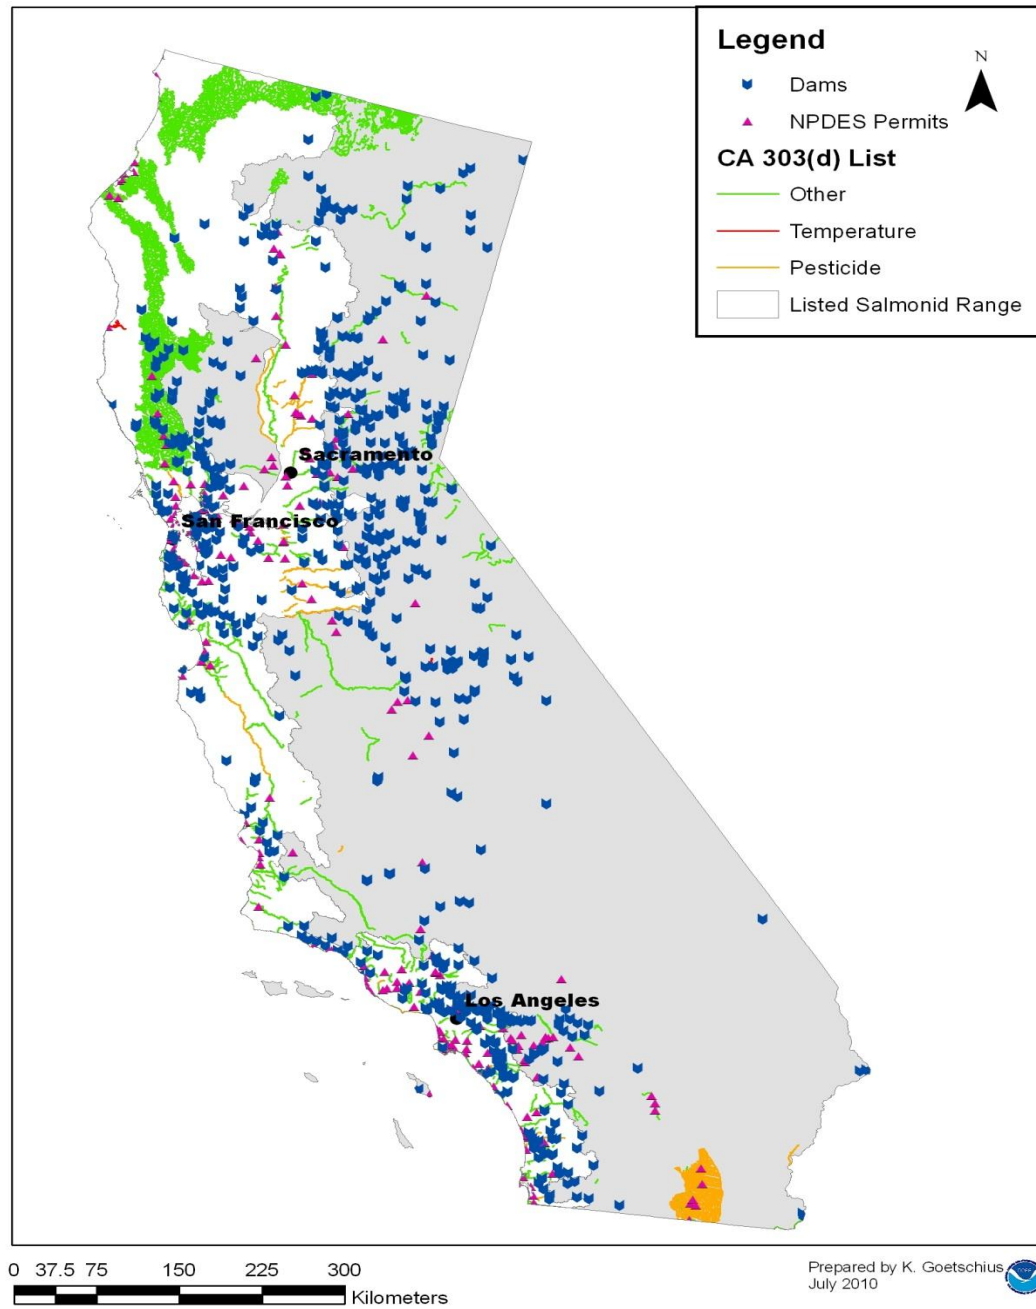 Legend
N
Dams
NPDES Permits
CA 303(d) List
Other
Temperature
Pesticide
Listed Salmonid Range
Sacramento
San Francisco
Los Angeles
0 37.5 75 150 225 300
Kilometers
Prepared by K. Goetschius
July 2010